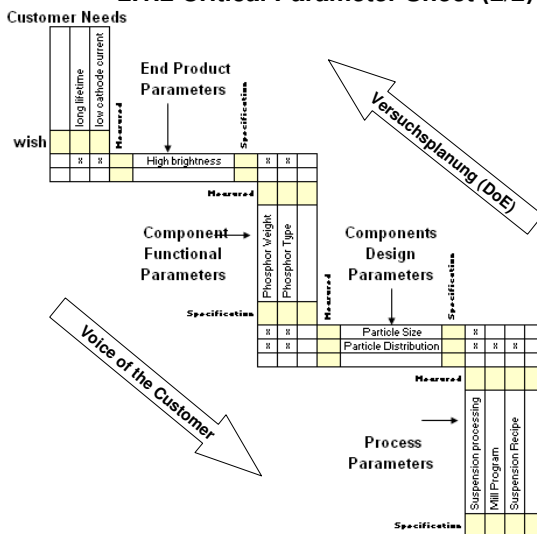 Critical Parameter Sheet
Customer Needs
long lifetime
low cathode current
wish
Measured
End Product
Parameters
Specification
x x High brightness x x
Versuchsplanung (DoE)
Measured
Component
Functional
Parameters
Phosphor Weight
Phosphor Type
Specification
Components
Design
Parameters
Measured
Specification
x x Particle Size x
x x Particle Distribution x x x
Voice of the Customer
Measured
Process
Parameters
Suspension processing
Mill Program
Suspension Recipe
Specification